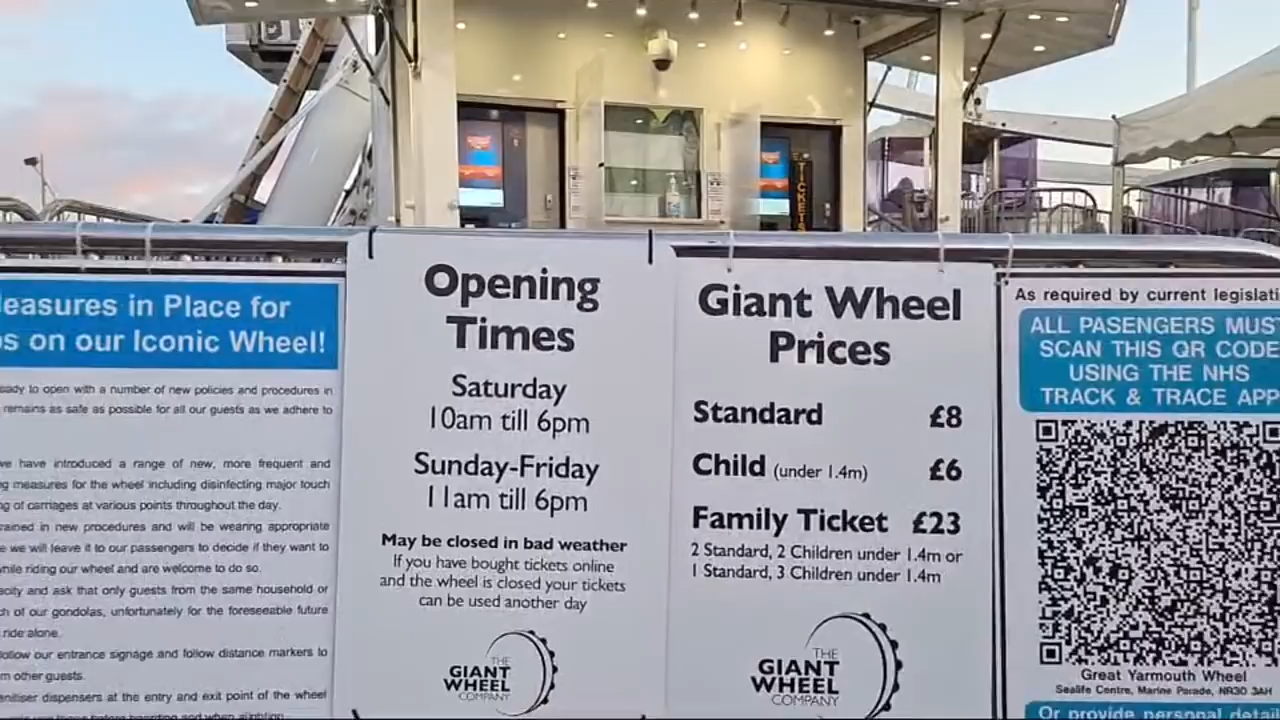 TICKETS
easures in Place for
s on our Iconic Wheel!
eady to open with a number of new policies and procedures in
remains as safe as possible for all our guests as we adhere to
we have introduced a range of new, more frequent and
measures for the wheel including disinfecting major touch
of carriages at various points throughout the day.
rained in new procedures and will be wearing appropriate
we will leave it to our passengers to decide if they want to
while riding our wheel and are welcome to do so.
acity and ask that only guests from the same household or
of our gondolas, unfortunately for the foreseeable future
ride alone.
follow our entrance signage and follow distance markers to
other guests.
dispensers at the entry and exit point of the wheel
Opening
Times
Saturday
10am till 6pm
Sunday-Friday
11am till 6pm
May be closed in bad weather
If you have bought tickets online
and the wheel is closed your tickets
can be used another day
THE
GIANT
WHEEL
COMPANY
Giant Wheel
Prices
Standard £8
Child (under 1.4m) £6
Family Ticket £23
2 Standard, 2 Children under 1.4m or
1 Standard, 3 Children under 1.4m
THE
GIANT
WHEEL
COMPANY
As required by current legislati
ALL PASENGERS MUS
SCAN THIS QR CODE
USING THE NHS
TRACK & TRACE APP
Great Yarmouth Wheel
Sealife Centre, Marine Parade, NR30 3AH
Or provide personal detail